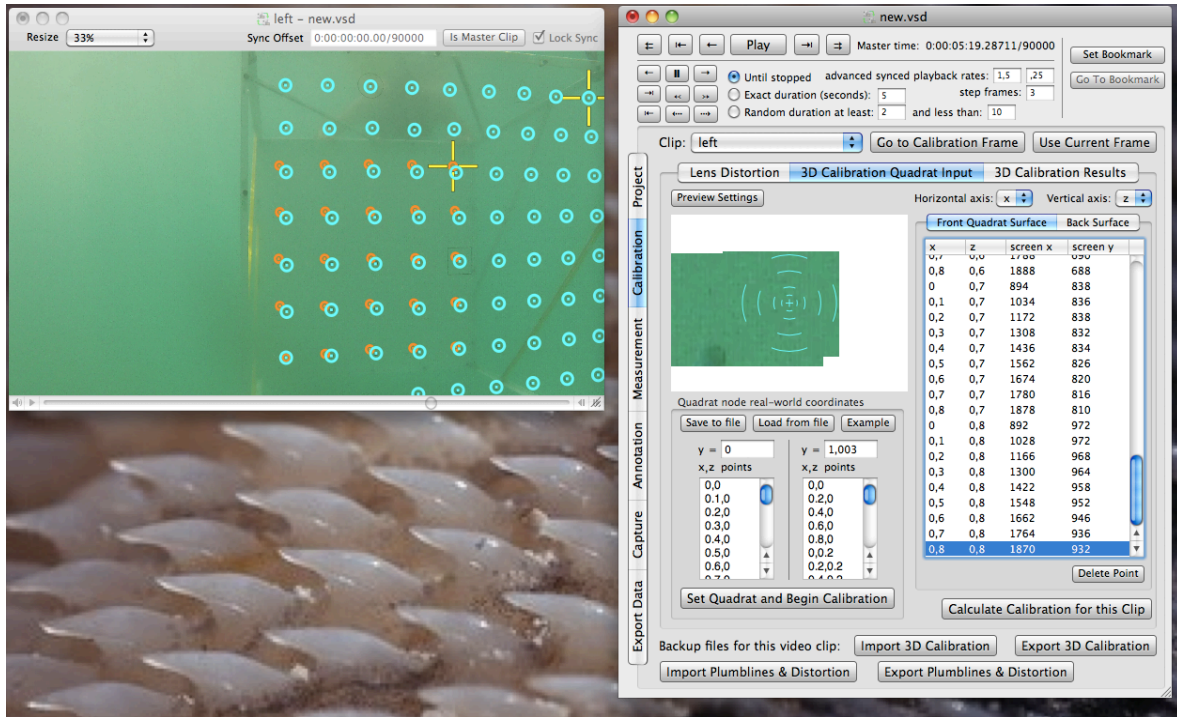 left – new.vsd
Resize 33% Sync Offset 0:00:00:00.00/90000 Is Master Clip Lock Sync
new.vsd
Play Master time: 0:00:05:19.28711/90000 Set Bookmark
Until stopped advanced synced playback rates: 1,5 ,25 Go To Bookmark
Exact duration (seconds): 5 step frames: 3
Random duration at least: 2 and less than: 10
Clip: left Go to Calibration Frame Use Current Frame
Project
Calibration
Measurement
Annotation
Capture
Export Data
Lens Distortion 3D Calibration Quadrat Input 3D Calibration Results
Preview Settings Horizontal axis: x Vertical axis: z
Front Quadrat Surface Back Surface
x z screen x screen y
0,7 0,6 1788 690
0,8 0,6 1888 688
0 0,7 894 838
0,1 0,7 1034 836
0,2 0,7 1172 838
0,3 0,7 1308 832
0,4 0,7 1436 834
0,5 0,7 1562 826
0,6 0,7 1674 820
0,7 0,7 1780 816
0,8 0,7 1878 810
0 0,8 892 972
0,1 0,8 1028 972
0,2 0,8 1166 968
0,3 0,8 1300 964
0,4 0,8 1422 958
0,5 0,8 1548 952
0,6 0,8 1662 946
0,7 0,8 1764 936
0,8 0,8 1870 932
Delete Point
Quadrat node real-world coordinates
Save to file Load from file Example
y = 0 y = 1,003
x,z points x,z points
0,0 0,0
0.1,0 0.2,0
0.2,0 0.4,0
0.3,0 0.6,0
0.4,0 0.8,0
0.5,0 0,0.2
0.6,0 0.2,0.2
0.7,0 0.4,0.2
Set Quadrat and Begin Calibration
Calculate Calibration for this Clip
Backup files for this video clip: Import 3D Calibration Export 3D Calibration
Import Plumblines & Distortion Export Plumblines & Distortion